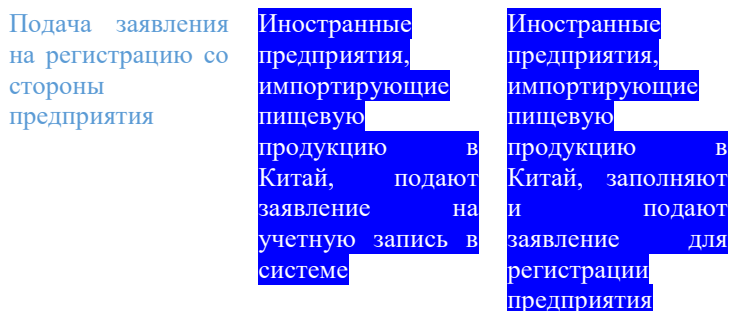 Подача заявления
на регистрацию со
стороны
предприятия
Иностранные
предприятия,
импортирующие
пищевую
продукцию в
Китай, подают
заявление на
учетную запись в
системе
Иностранные
предприятия,
импортирующие
пищевую
продукцию в
Китай, заполняют
и подают
заявление для
регистрации
предприятия